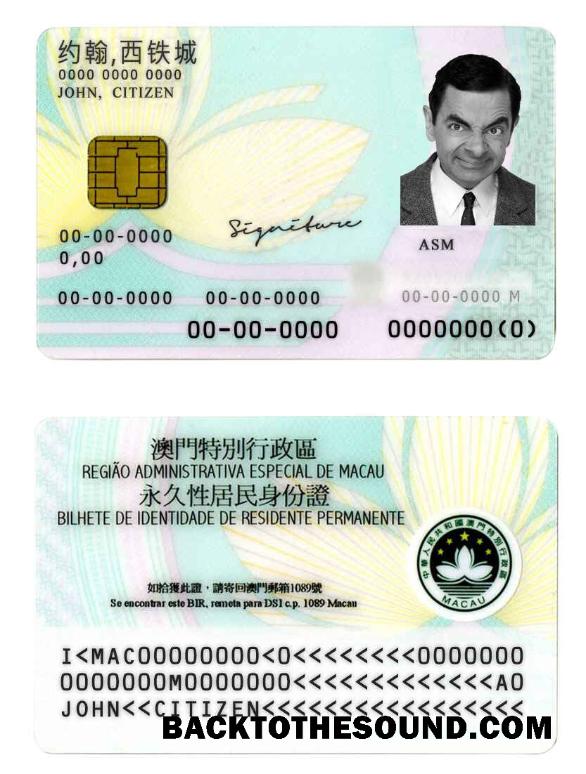 约翰,西铁城
0000 0000 0000
JOHN, CITIZEN
Signature
ASM
00-00-0000
0,00
00-00-0000 00-00-0000 00-00-0000 M
00-00-0000 0000000(0)
澳門特別行政區
REGIÃO ADMINISTRATIVA ESPECIAL DE MACAU
永久性居民身份證
BILHETE DE IDENTIDADE DE RESIDENTE PERMANENTE
中華人民共和國澳門特別行政區
MACAU
如拾獲此證，請寄回澳門郵箱1089號
Se encontrar este BIR, remeta para DSI c.p. 1089 Macau
I<MAC00000000<0<<<<<<<<0000000
0000000M0000000<<<<<<<<<<<<<<A0
JOHN<<CITIZEN<<<<<<<<<<<<<<<<<
BACKTOTHESOUND.COM